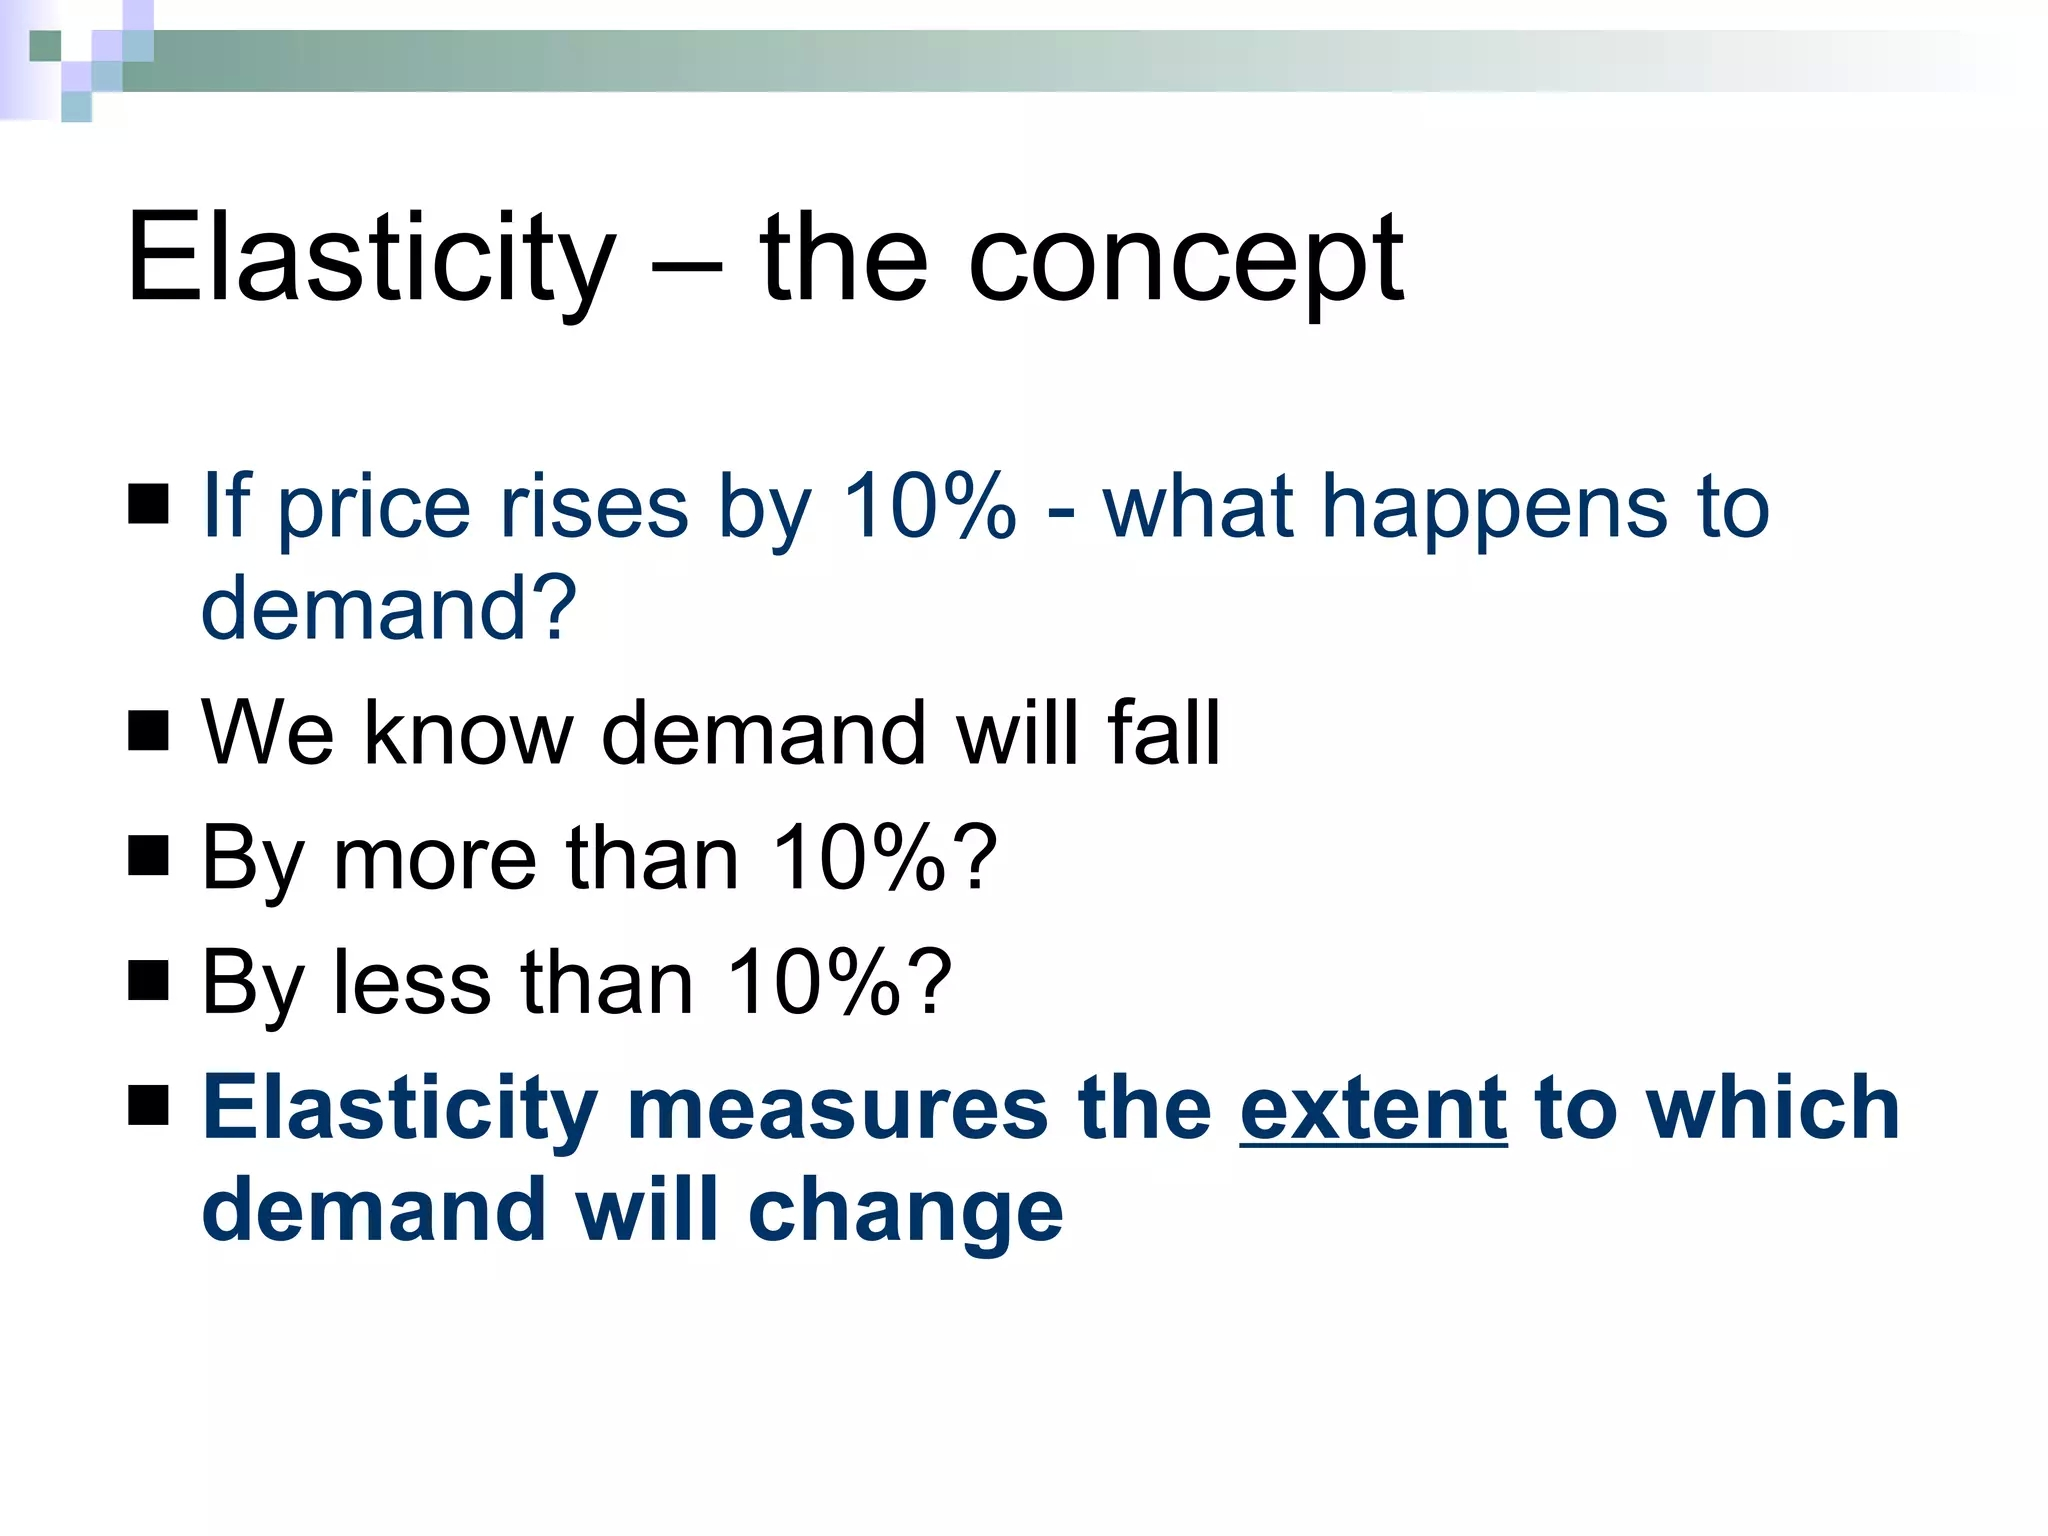 Elasticity – the concept
If price rises by 10% - what happens to
demand?
We know demand will fall
By more than 10%?
By less than 10%?
Elasticity measures the extent to which
demand will change